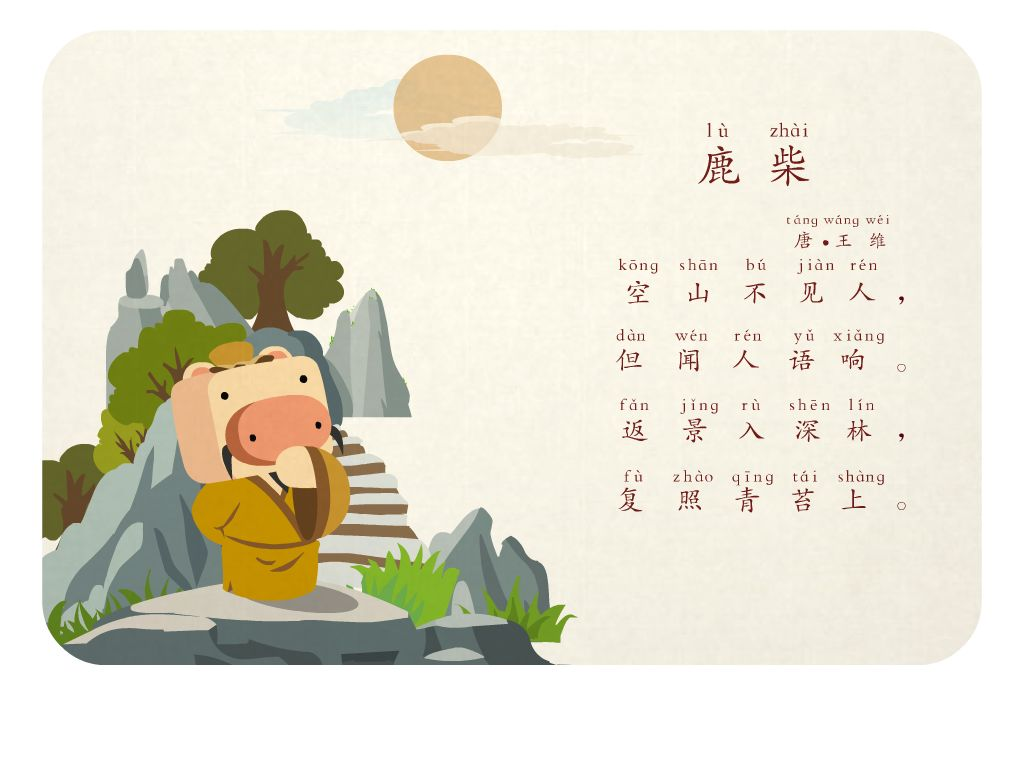 lù zhài
鹿 柴
táng wáng wéi
唐·王 维
kōng shān bú jiàn rén
空 山 不 见 人，
dàn wén rén yǔ xiǎng
但 闻 人 语 响 。
fǎn jǐng rù shēn lín
返 景 入 深 林，
fù zhào qīng tái shàng
复 照 青 苔 上 。